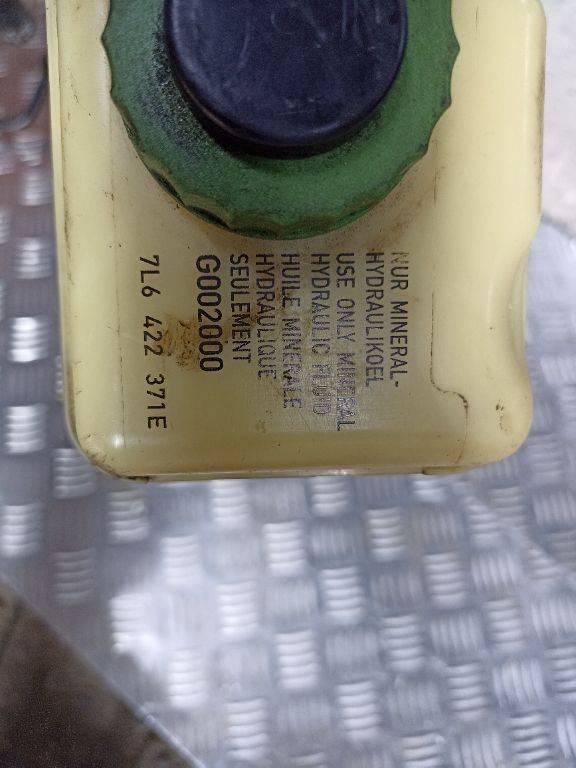 NUR MINERAL-
HYDRAULIKOEL
USE ONLY MINERAL
HYDRAULIC FLUID
HUILE MINERALE
HYDRAULIQUE
SEULEMENT
G002000
7L6 422 371E